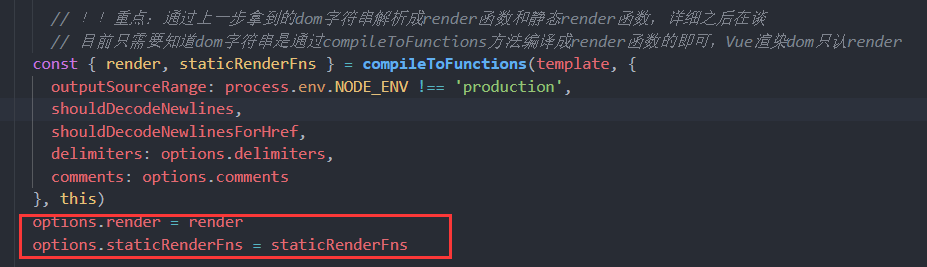 // ！！重点：通过上一步拿到的dom字符串解析成render函数和静态render函数，详细之后在谈
// 目前只需要知道dom字符串是通过compileToFunctions方法编译成render函数的即可，Vue渲染dom只认render
const { render, staticRenderFns } = compileToFunctions(template, {
outputSourceRange: process.env.NODE_ENV !== 'production',
shouldDecodeNewlines,
shouldDecodeNewlinesForHref,
delimiters: options.delimiters,
comments: options.comments
}, this)
options.render = render
options.staticRenderFns = staticRenderFns